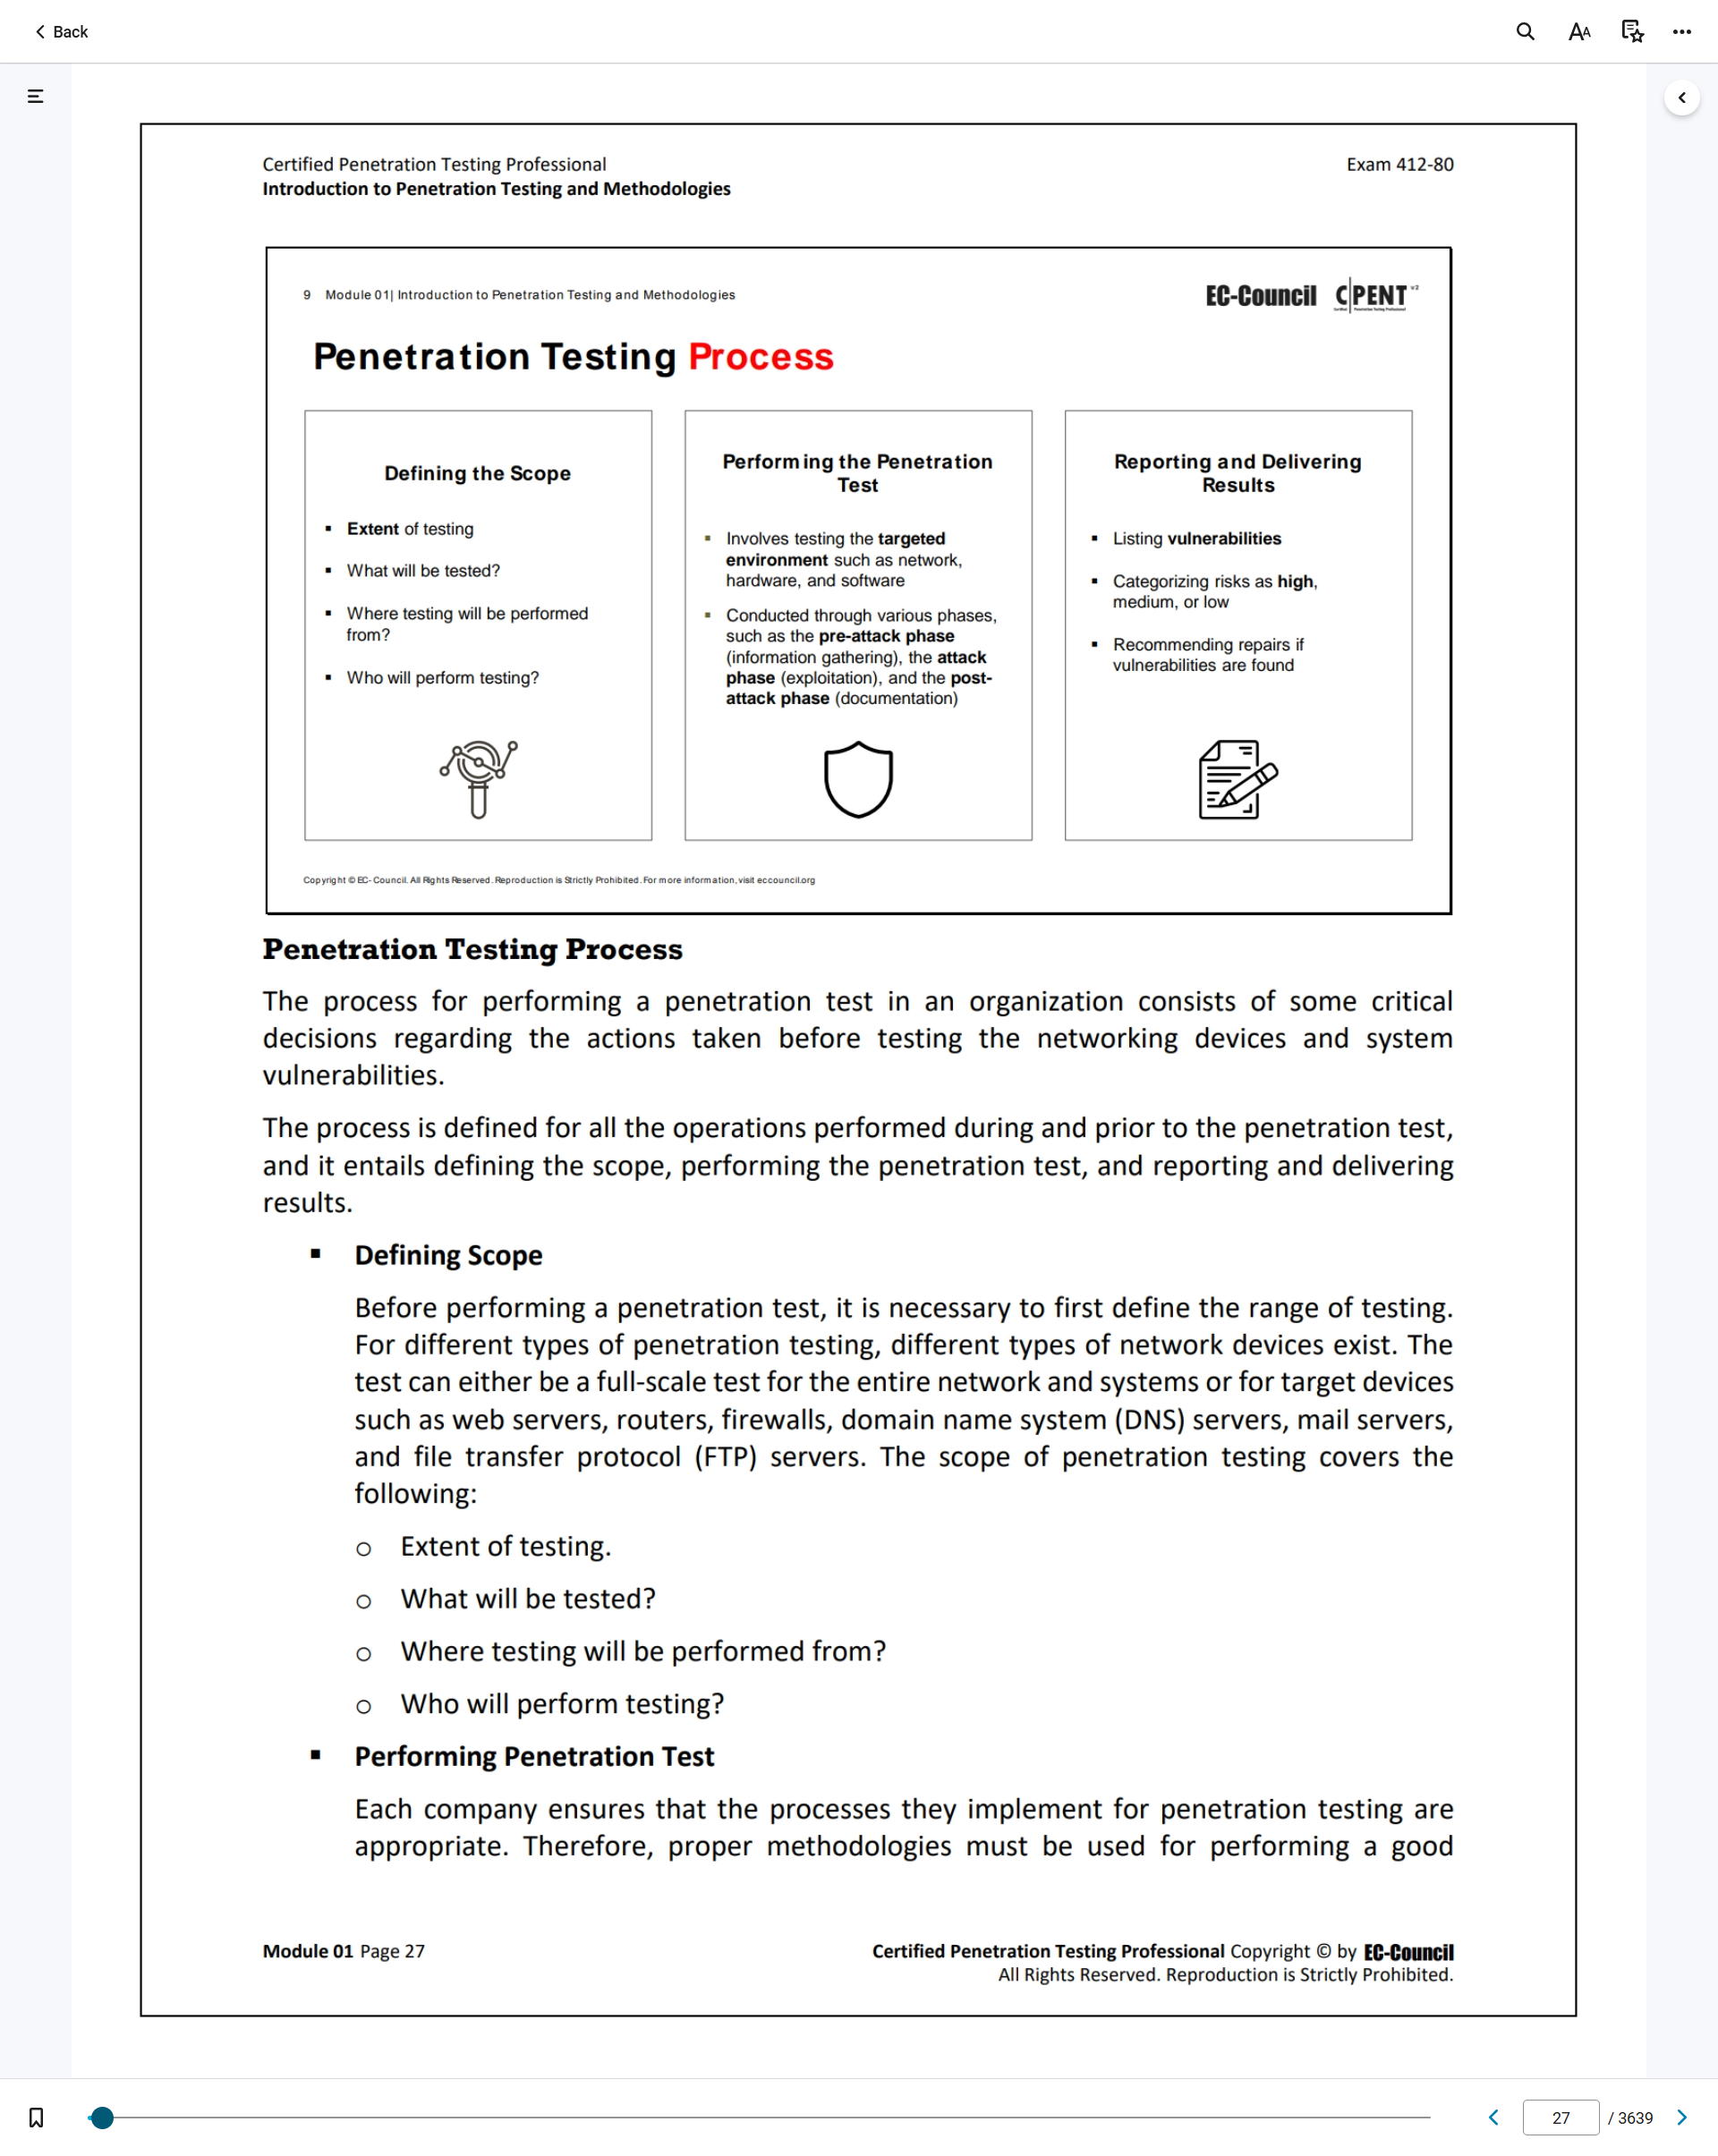 Back
Certified Penetration Testing Professional
Exam 412-80
Introduction to Penetration Testing and Methodologies
9 Module 01| Introduction to Penetration Testing and Methodologies
EC-Council C|PENT v2
Penetration Testing Process
Defining the Scope
▪ Extent of testing
▪ What will be tested?
▪ Where testing will be performed
from?
▪ Who will perform testing?
Performing the Penetration
Test
▪ Involves testing the targeted
environment such as network,
hardware, and software
▪ Conducted through various phases,
such as the pre-attack phase
(information gathering), the attack
phase (exploitation), and the post-
attack phase (documentation)
Reporting and Delivering
Results
▪ Listing vulnerabilities
▪ Categorizing risks as high,
medium, or low
▪ Recommending repairs if
vulnerabilities are found
Copyright © EC-Council. All Rights Reserved. Reproduction is Strictly Prohibited. For more information, visit eccouncil.org
Penetration Testing Process
The process for performing a penetration test in an organization consists of some critical
decisions regarding the actions taken before testing the networking devices and system
vulnerabilities.
The process is defined for all the operations performed during and prior to the penetration test,
and it entails defining the scope, performing the penetration test, and reporting and delivering
results.
▪ Defining Scope
Before performing a penetration test, it is necessary to first define the range of testing.
For different types of penetration testing, different types of network devices exist. The
test can either be a full-scale test for the entire network and systems or for target devices
such as web servers, routers, firewalls, domain name system (DNS) servers, mail servers,
and file transfer protocol (FTP) servers. The scope of penetration testing covers the
following:
o Extent of testing.
o What will be tested?
o Where testing will be performed from?
o Who will perform testing?
▪ Performing Penetration Test
Each company ensures that the processes they implement for penetration testing are
appropriate. Therefore, proper methodologies must be used for performing a good
Module 01 Page 27
Certified Penetration Testing Professional Copyright © by EC-Council
All Rights Reserved. Reproduction is Strictly Prohibited.
27 / 3639